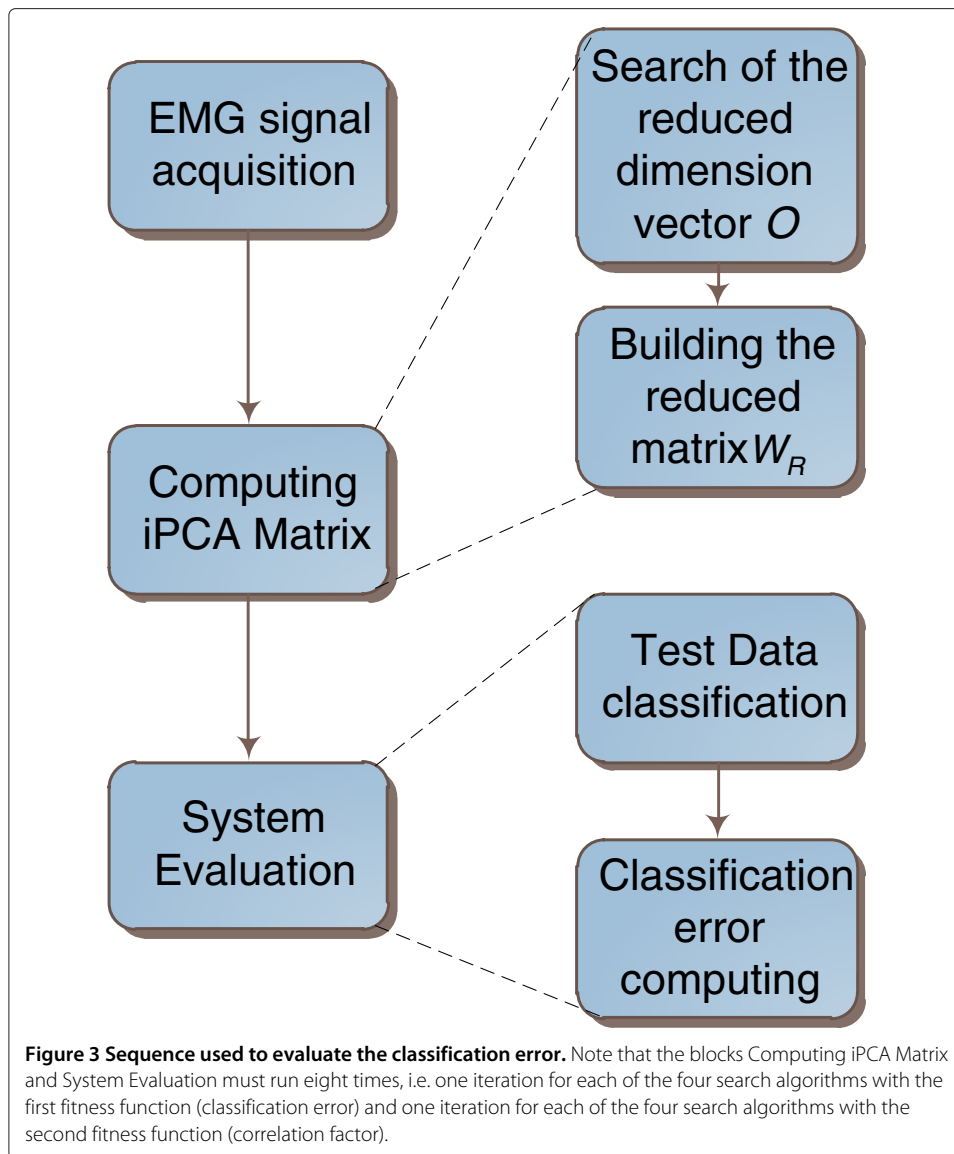 EMG signal
acquisition
Computing
iPCA Matrix
System
Evaluation
Search of the
reduced
dimension
vector O
Building the
reduced
matrix W_R
Test Data
classification
Classification
error
computing
Figure 3 Sequence used to evaluate the classification error. Note that the blocks Computing iPCA Matrix
and System Evaluation must run eight times, i.e. one iteration for each of the four search algorithms with the
first fitness function (classification error) and one iteration for each of the four search algorithms with the
second fitness function (correlation factor).